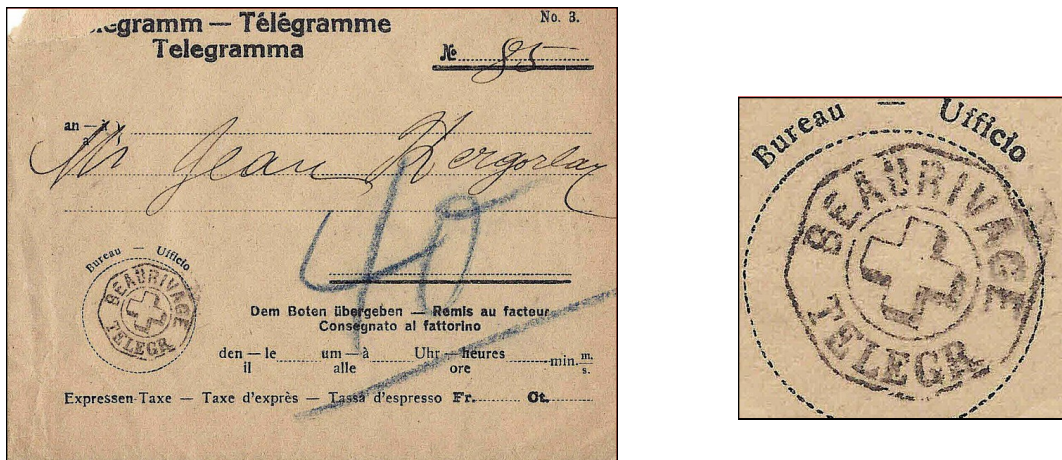 elegramm — Télégramme
Telegramma
No. 3.
№ 85
an — à
Mr Jean Kergorlay
40
Bureau — Ufficio
BEAURIVAGE
TELEGR.
Dem Boten übergeben — Remis au facteur
Consegnato al fattorino
den — le um — à Uhr — heures min. m.
il alle ore s.
Expressen-Taxe — Taxe d'exprès — Tassa d'espresso Fr. Ct.
Bureau — Ufficio
BEAURIVAGE
TELEGR.